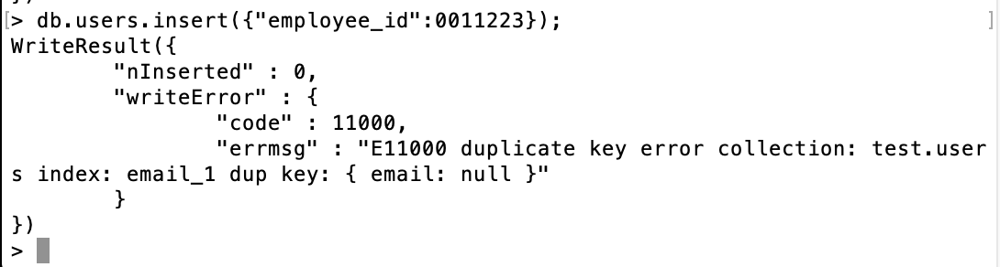 })
[> db.users.insert({"employee_id":0011223}); ]
WriteResult({
"nInserted" : 0,
"writeError" : {
"code" : 11000,
"errmsg" : "E11000 duplicate key error collection: test.user
s index: email_1 dup key: { email: null }"
}
})
>